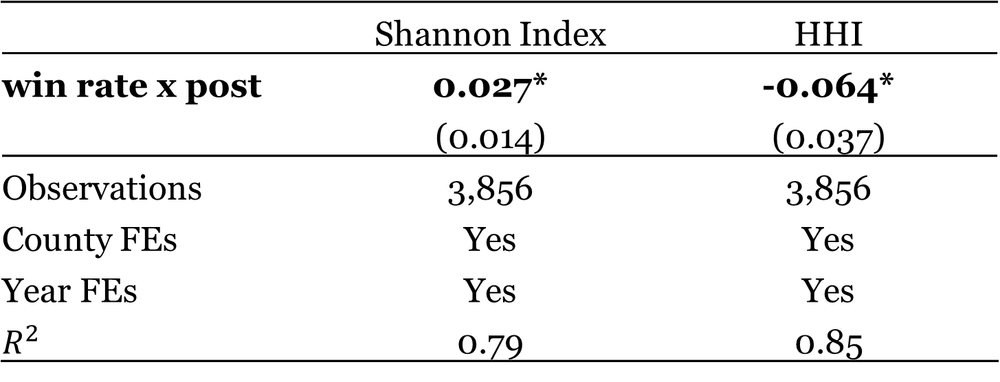 Shannon Index HHI
win rate x post 0.027* -0.064*
(0.014) (0.037)
Observations 3,856 3,856
County FEs Yes Yes
Year FEs Yes Yes
R² 0.79 0.85